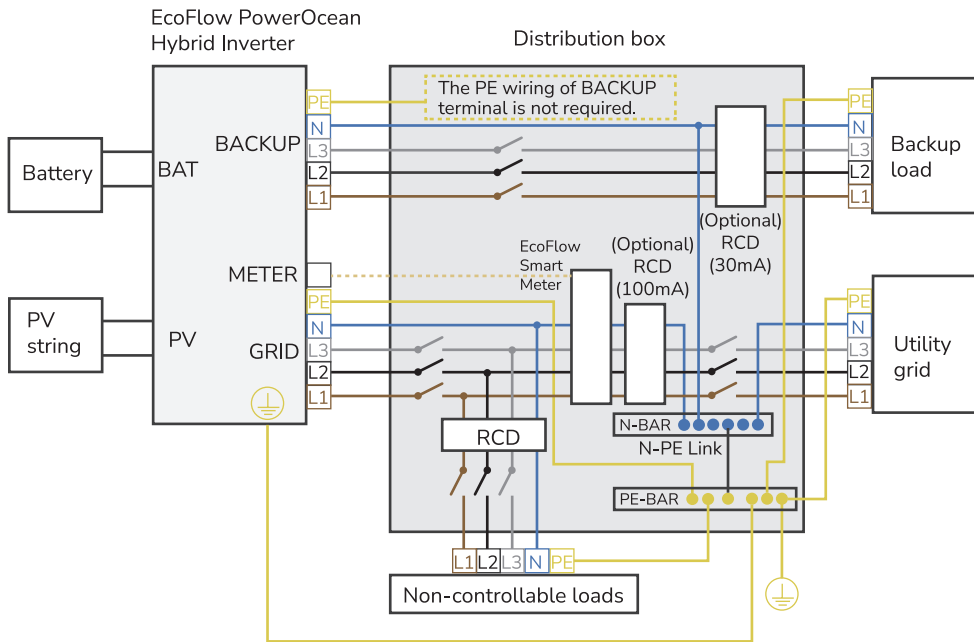 EcoFlow PowerOcean
Hybrid Inverter
Distribution box
The PE wiring of BACKUP
terminal is not required.
PE
N
L3
L2
L1
BACKUP
BAT
Battery
PE
N
L3
L2
L1
Backup
load
(Optional)
RCD
(30mA)
(Optional)
RCD
(100mA)
EcoFlow
Smart
Meter
METER
PE
N
L3
L2
L1
GRID
PV
PV
string
PE
N
L3
L2
L1
Utility
grid
RCD
N-BAR
N-PE Link
PE-BAR
L1 L2 L3 N PE
Non-controllable loads